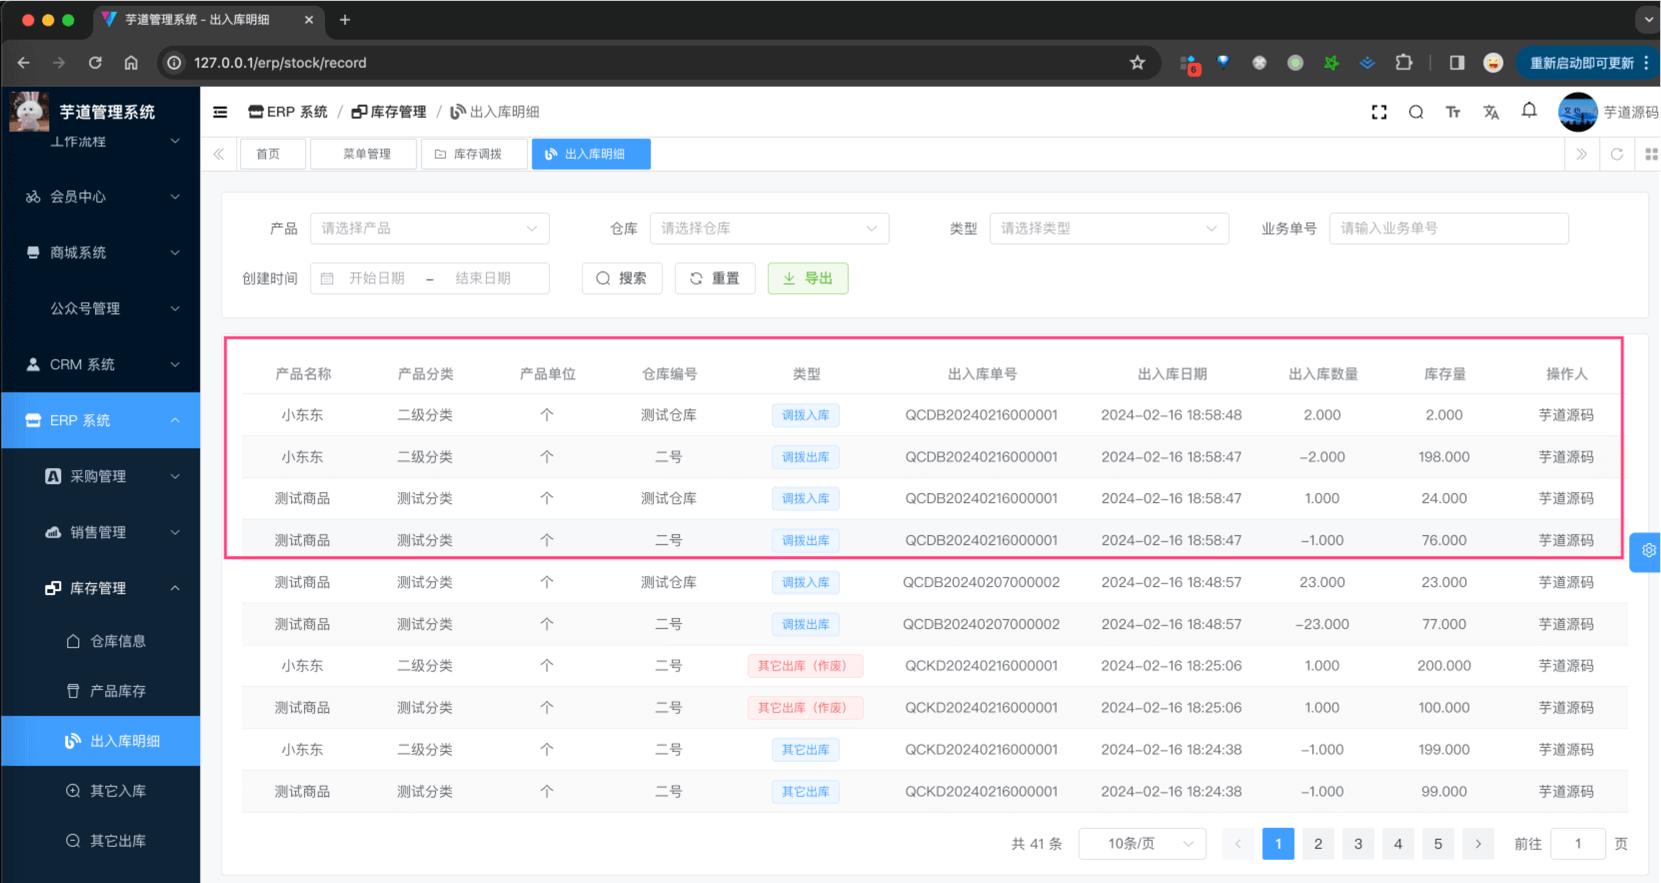 芋道管理系统 - 出入库明细
127.0.0.1/erp/stock/record
6
重新启动即可更新
芋道管理系统
ERP 系统 / 库存管理 / 出入库明细
芋道源码
首页 菜单管理 库存调拨 出入库明细
工作流程
会员中心
商城系统
公众号管理
CRM 系统
ERP 系统
采购管理
销售管理
库存管理
仓库信息
产品库存
出入库明细
其它入库
其它出库
产品 请选择产品 仓库 请选择仓库 类型 请选择类型 业务单号 请输入业务单号
创建时间 开始日期 - 结束日期 搜索 重置 导出
产品名称 产品分类 产品单位 仓库编号 类型 出入库单号 出入库日期 出入库数量 库存量 操作人
小东东 二级分类 个 测试仓库 调拨入库 QCDB20240216000001 2024-02-16 18:58:48 2.000 2.000 芋道源码
小东东 二级分类 个 二号 调拨出库 QCDB20240216000001 2024-02-16 18:58:47 -2.000 198.000 芋道源码
测试商品 测试分类 个 测试仓库 调拨入库 QCDB20240216000001 2024-02-16 18:58:47 1.000 24.000 芋道源码
测试商品 测试分类 个 二号 调拨出库 QCDB20240216000001 2024-02-16 18:58:47 -1.000 76.000 芋道源码
测试商品 测试分类 个 测试仓库 调拨入库 QCDB20240207000002 2024-02-16 18:48:57 23.000 23.000 芋道源码
测试商品 测试分类 个 二号 调拨出库 QCDB20240207000002 2024-02-16 18:48:57 -23.000 77.000 芋道源码
小东东 二级分类 个 二号 其它出库（作废） QCKD20240216000001 2024-02-16 18:25:06 1.000 200.000 芋道源码
测试商品 测试分类 个 二号 其它出库（作废） QCKD20240216000001 2024-02-16 18:25:06 1.000 100.000 芋道源码
小东东 二级分类 个 二号 其它出库 QCKD20240216000001 2024-02-16 18:24:38 -1.000 199.000 芋道源码
测试商品 测试分类 个 二号 其它出库 QCKD20240216000001 2024-02-16 18:24:38 -1.000 99.000 芋道源码
共 41 条 10条/页 1 2 3 4 5 前往 1 页